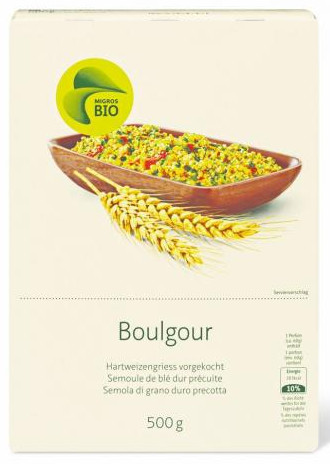 MIGROS
BIO
Serviervorschlag
Boulgour
Hartweizengriess vorgekocht
Semoule de blé dur précuite
Semola di grano duro precotta
500 g
Energie
10%